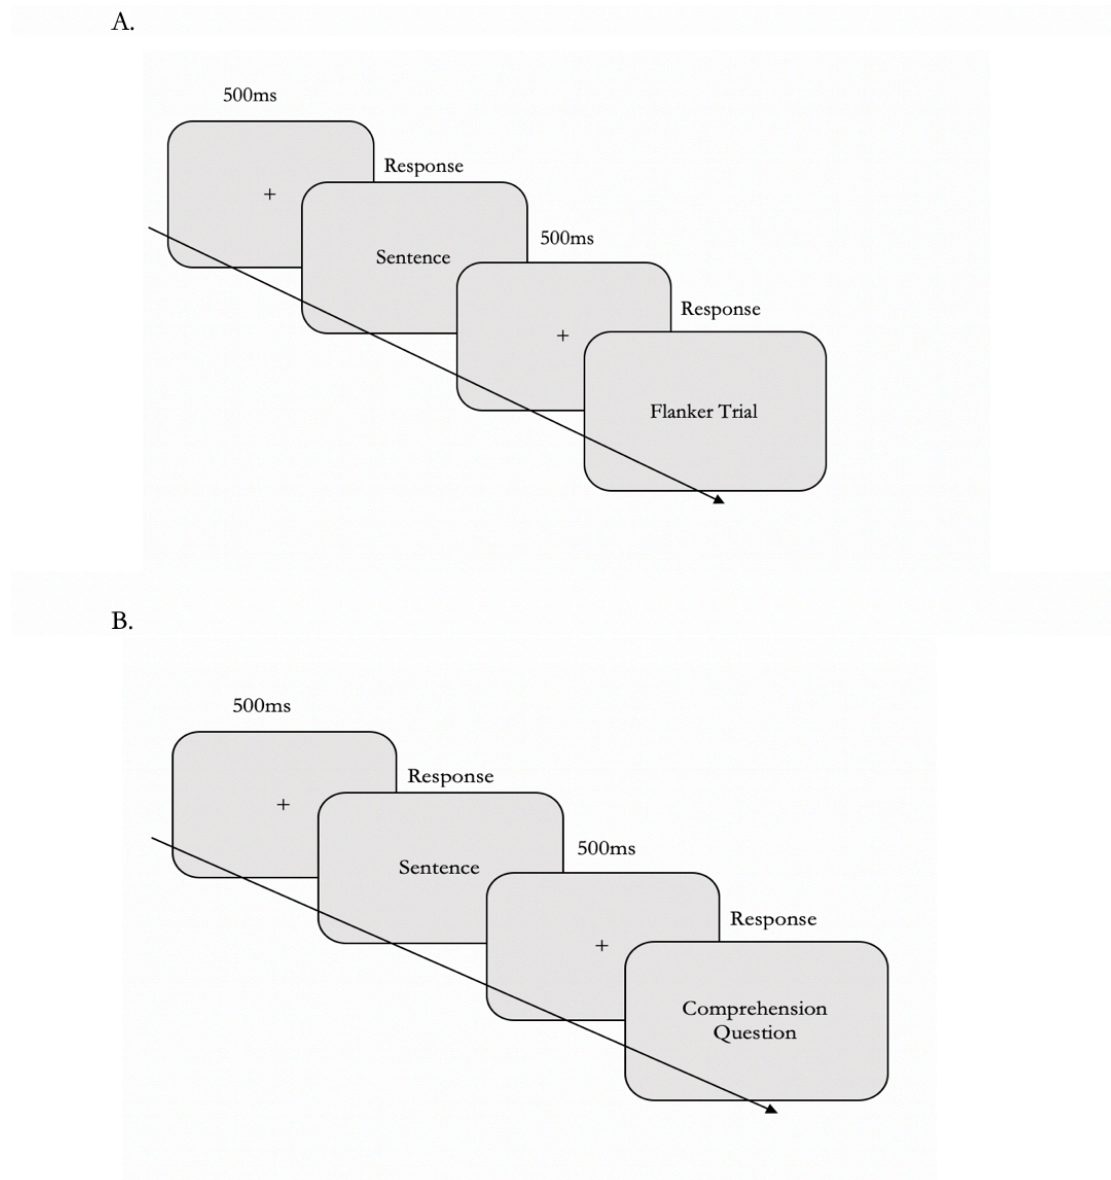 A.
500ms
+
Response
Sentence
500ms
+
Response
Flanker Trial
B.
500ms
+
Response
Sentence
500ms
+
Response
Comprehension
Question